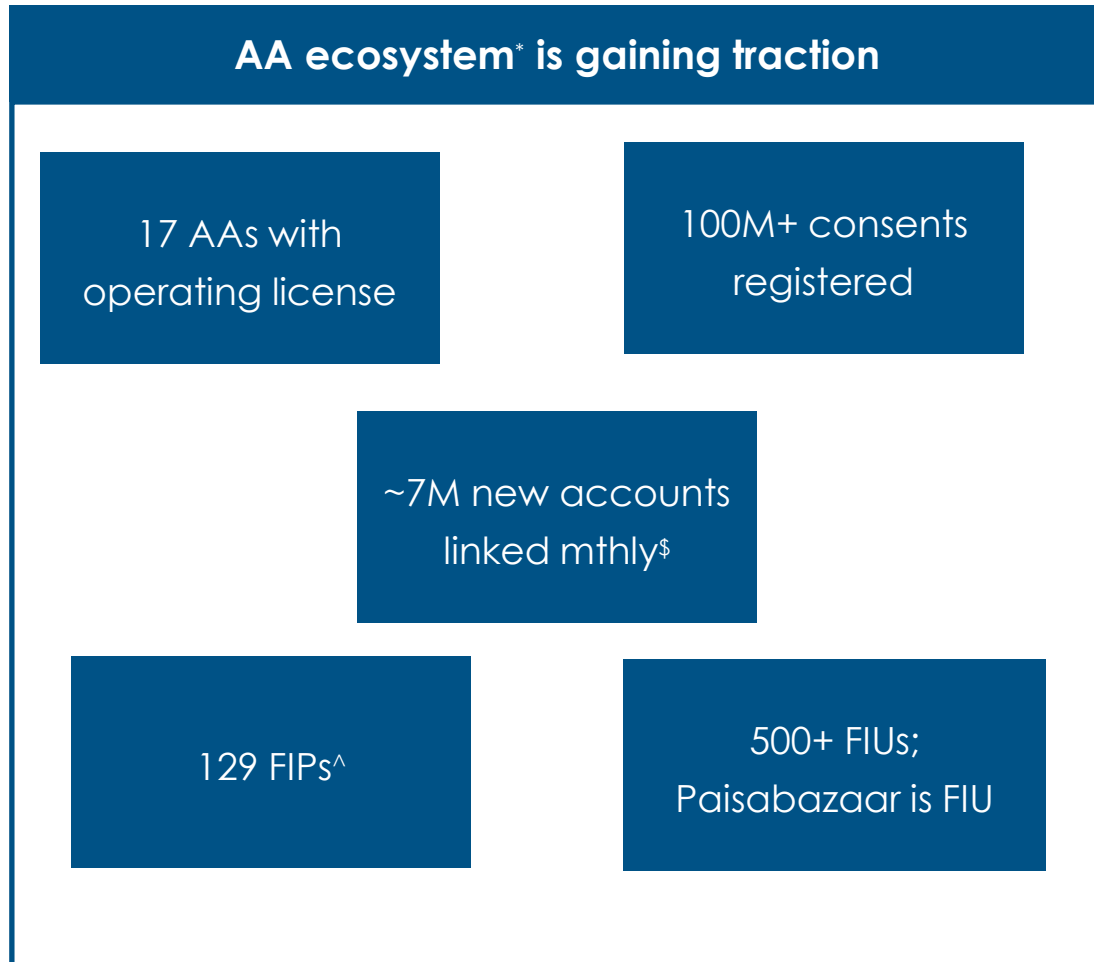 AA ecosystem* is gaining traction
17 AAs with
operating license
100M+ consents
registered
~7M new accounts
linked mthly$
129 FIPs^
500+ FIUs;
Paisabazaar is FIU